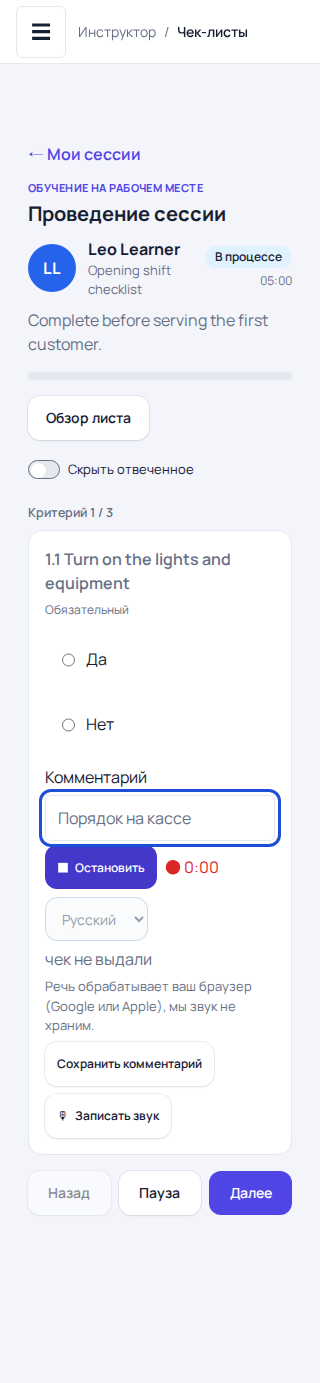 Инструктор / Чек-листы
← Мои сессии
ОБУЧЕНИЕ НА РАБОЧЕМ МЕСТЕ
Проведение сессии
LL
Leo Learner
Opening shift
checklist
В процессе
05:00
Complete before serving the first
customer.
Обзор листа
Скрыть отвеченное
Критерий 1 / 3
1.1 Turn on the lights and
equipment
Обязательный
Да
Нет
Комментарий
Порядок на кассе
Остановить
0:00
Русский
чек не выдали
Речь обрабатывает ваш браузер
(Google или Apple), мы звук не
храним.
Сохранить комментарий
Записать звук
Назад
Пауза
Далее